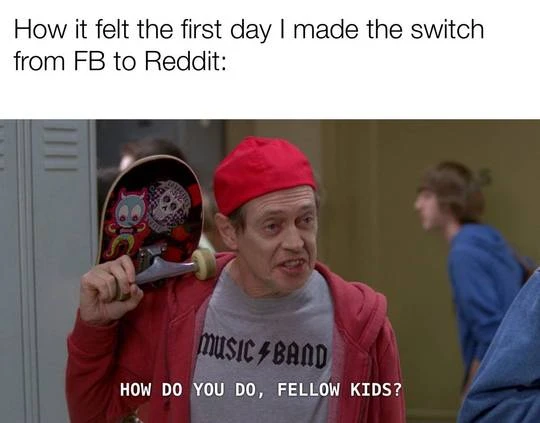 How it felt the first day I made the switch
from FB to Reddit:
MUSIC⚡BAND
HOW DO YOU DO, FELLOW KIDS?